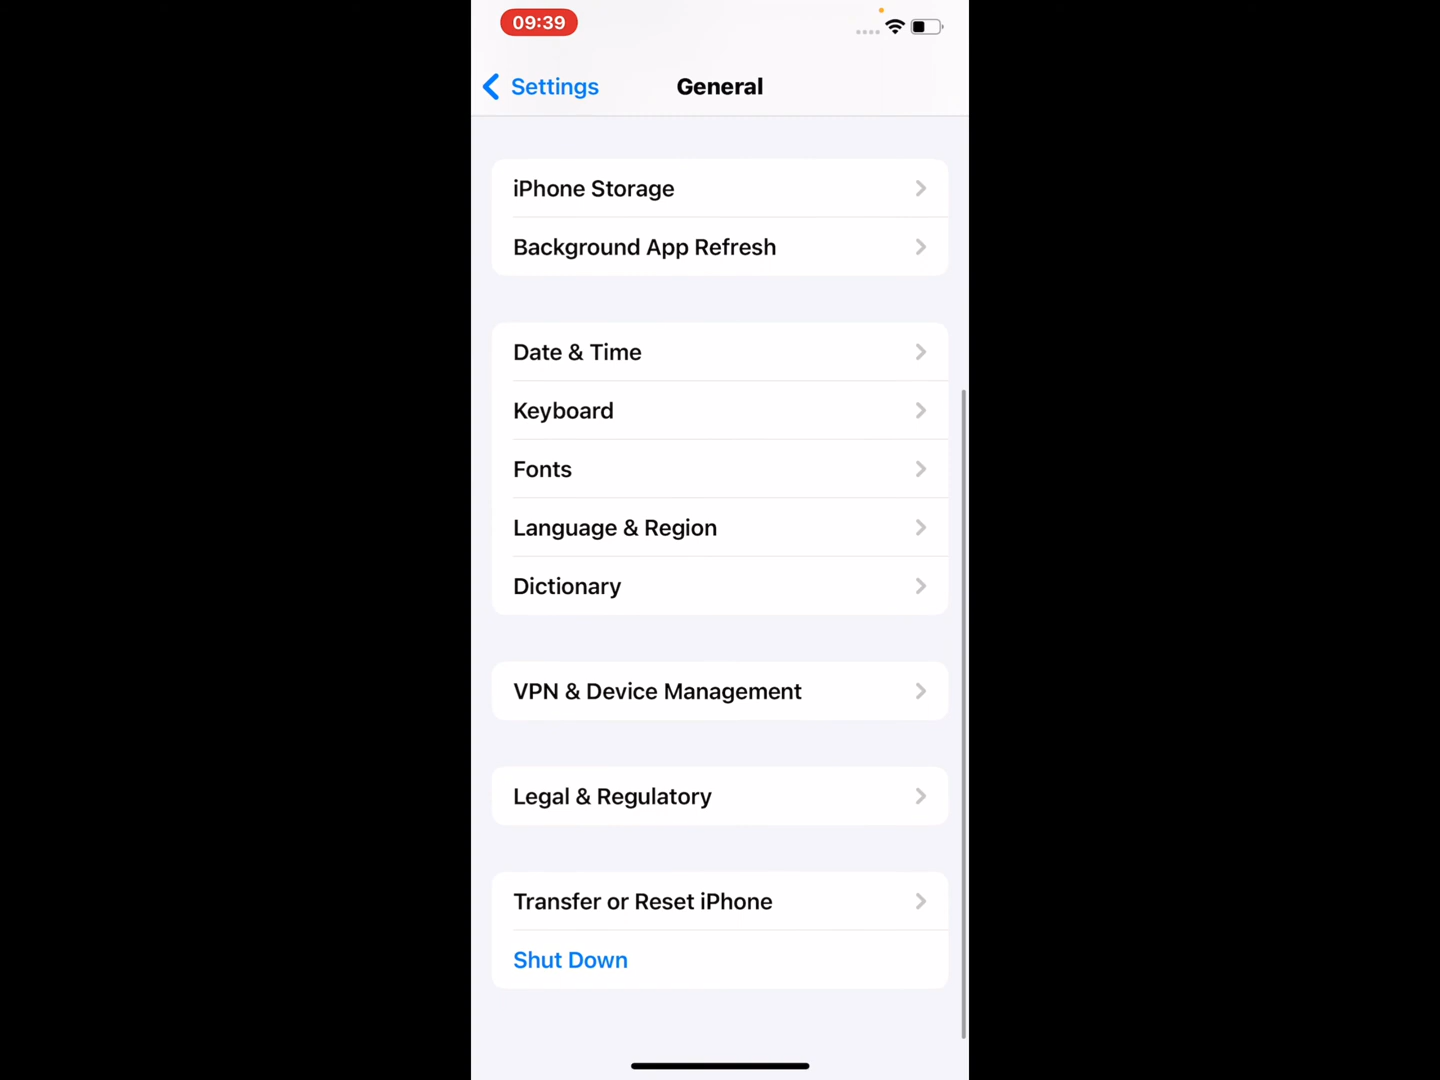 09:39
Settings
General
iPhone Storage
Background App Refresh
Date & Time
Keyboard
Fonts
Language & Region
Dictionary
VPN & Device Management
Legal & Regulatory
Transfer or Reset iPhone
Shut Down